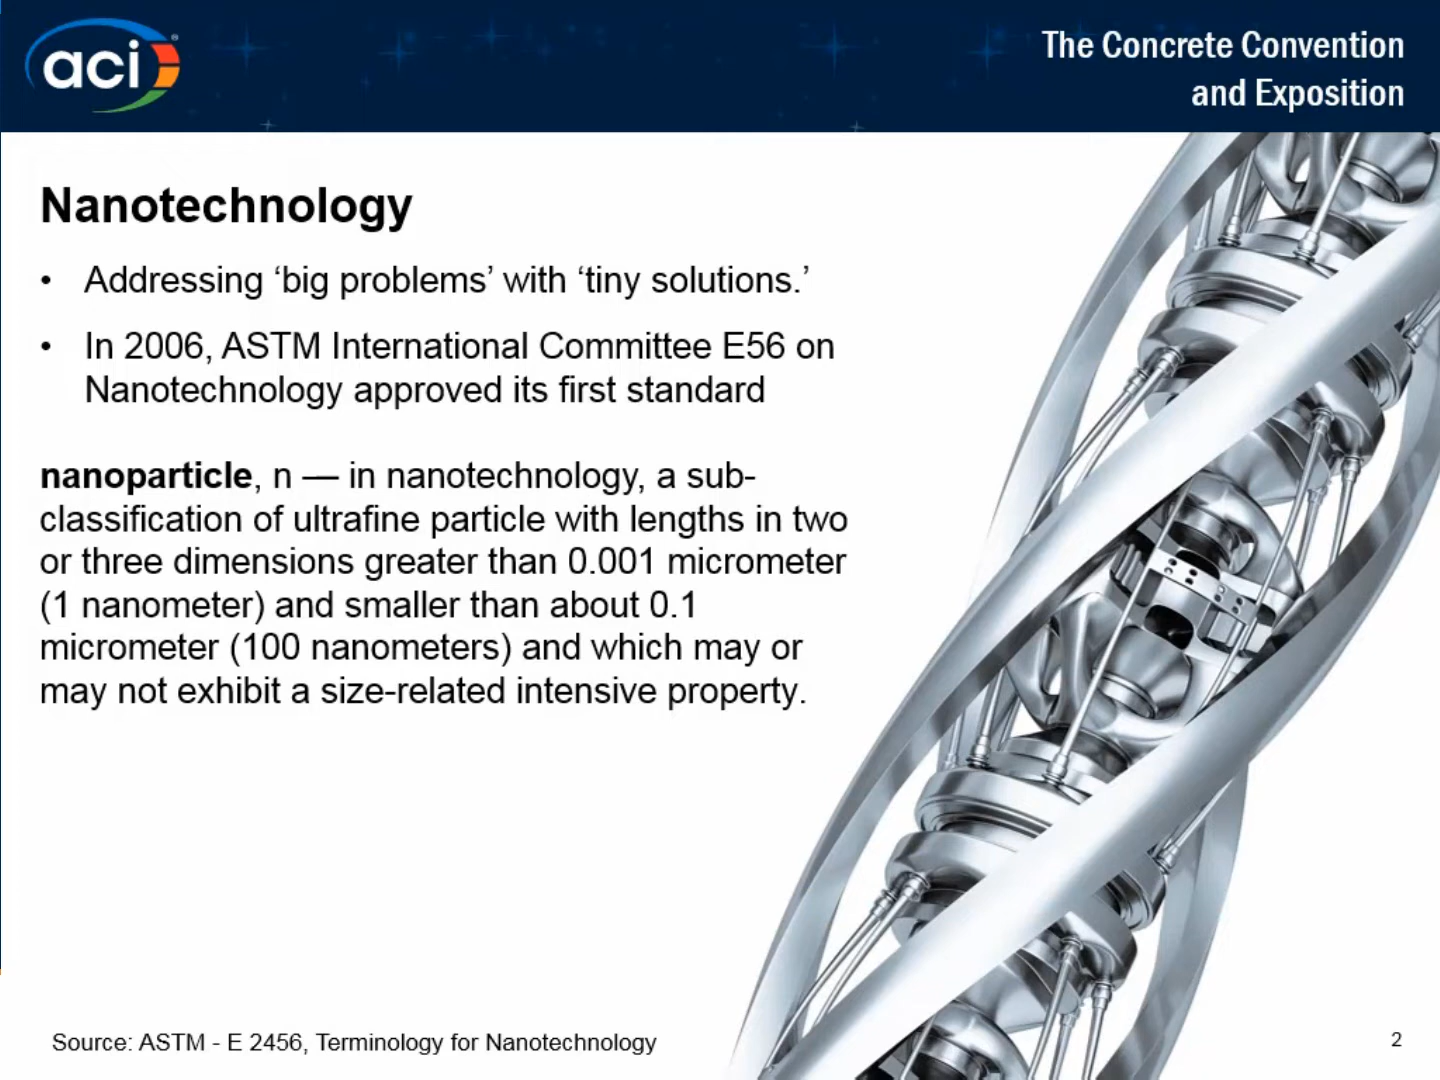 aci®
The Concrete Convention
and Exposition
Nanotechnology
• Addressing ‘big problems’ with ‘tiny solutions.’
• In 2006, ASTM International Committee E56 on
Nanotechnology approved its first standard
nanoparticle, n — in nanotechnology, a sub-
classification of ultrafine particle with lengths in two
or three dimensions greater than 0.001 micrometer
(1 nanometer) and smaller than about 0.1
micrometer (100 nanometers) and which may or
may not exhibit a size-related intensive property.
Source: ASTM - E 2456, Terminology for Nanotechnology
2